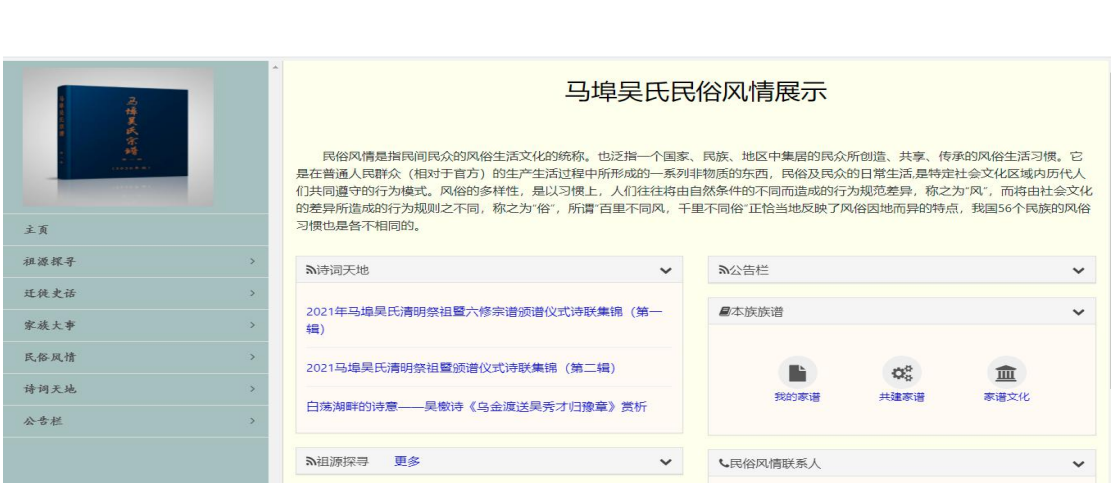 马埠吴氏宗谱
主页
祖源探寻
迁徙史话
家族大事
民俗风情
诗词天地
公告栏
马埠吴氏民俗风情展示
民俗风情是指民间民众的风俗生活文化的统称。也泛指一个国家、民族、地区中集居的民众所创造、共享、传承的风俗生活习惯。它
是在普通人民群众（相对于官方）的生产生活过程中所形成的一系列非物质的东西，民俗及民众的日常生活,是特定社会文化区域内历代人
们共同遵守的行为模式。风俗的多样性，是以习惯上，人们往往将由自然条件的不同而造成的行为规范差异，称之为“风”，而将由社会文化
的差异所造成的行为规则之不同，称之为“俗”，所谓“百里不同风，千里不同俗”正恰当地反映了风俗因地而异的特点，我国56个民族的风俗
习惯也是各不相同的。
诗词天地
2021年马埠吴氏清明祭祖暨六修宗谱颁谱仪式诗联集锦（第一
辑）
2021马埠吴氏清明祭祖暨颁谱仪式诗联集锦（第二辑）
白荡湖畔的诗意——吴檄诗《乌金渡送吴秀才归豫章》赏析
祖源探寻 更多
公告栏
本族族谱
我的家谱 共建家谱 家谱文化
民俗风情联系人